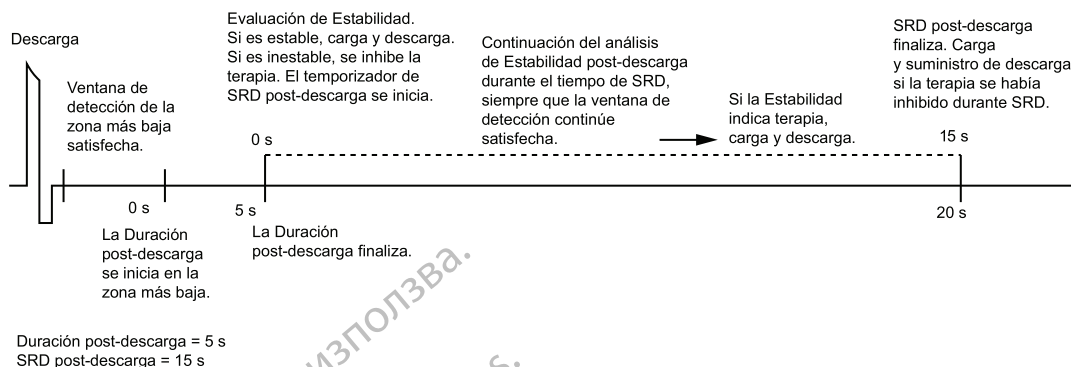 Descarga
Ventana de
detección de la
zona más baja
satisfecha.
Evaluación de Estabilidad.
Si es estable, carga y descarga.
Si es inestable, se inhibe la
terapia. El temporizador de
SRD post-descarga se inicia.
Continuación del análisis
de Estabilidad post-descarga
durante el tiempo de SRD,
siempre que la ventana de
detección continúe
satisfecha.
Si la Estabilidad
indica terapia,
carga y descarga.
SRD post-descarga
finaliza. Carga
y suministro de descarga
si la terapia se había
inhibido durante SRD.
0 s
15 s
0 s
5 s
20 s
La Duración
post-descarga
se inicia en la
zona más baja.
La Duración
post-descarga finaliza.
Duración post-descarga = 5 s
SRD post-descarga = 15 s
използва.